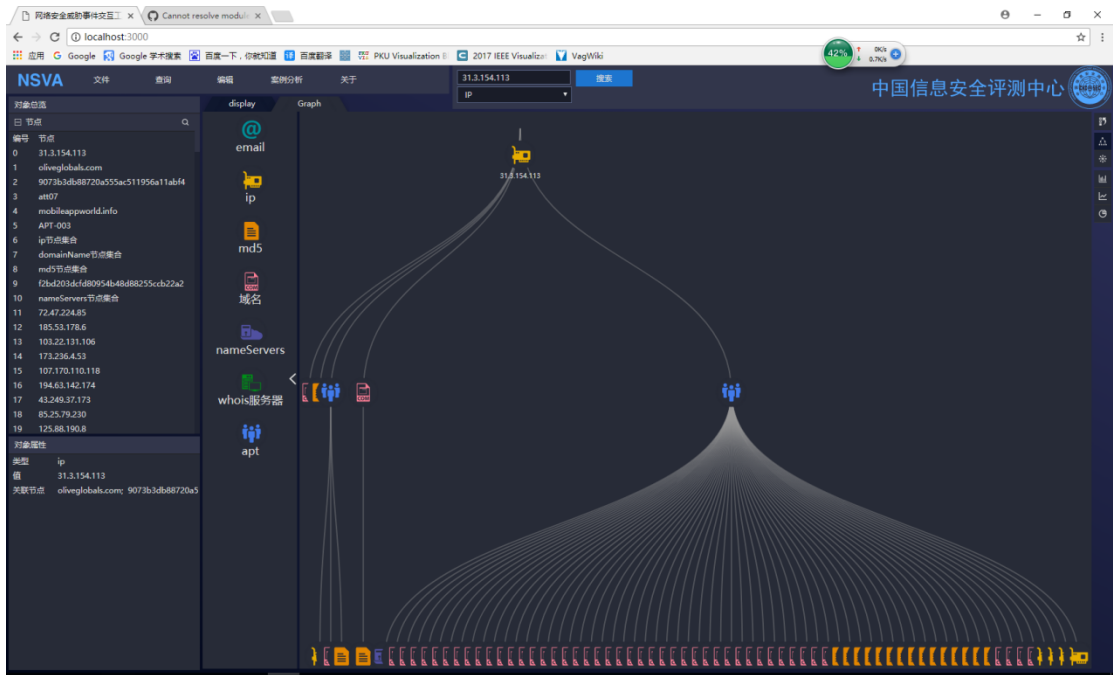 网络安全威胁事件交互工
Cannot resolve module
localhost:3000
应用
Google
Google 学术搜索
百度一下，你就知道
百度翻译
PKU Visualization
2017 IEEE Visualizat
VagWiki
42%
0K/s
0.7K/s
NSVA
文件
查询
编辑
案例分析
关于
31.3.154.113
搜索
IP
中国信息安全评测中心
对象总览
节点
编号 节点
0 31.3.154.113
1 oliveglobals.com
2 9073b3db88720a555ac511956a11abf4
3 att07
4 mobileappworld.info
5 APT-003
6 ip节点集合
7 domainName节点集合
8 md5节点集合
9 f2bd203dcfd80954b48d88255ccb22a2
10 nameServers节点集合
11 72.47.224.85
12 185.53.178.6
13 103.22.131.106
14 173.236.4.53
15 107.170.110.118
16 194.63.142.174
17 43.249.37.173
18 85.25.79.230
19 125.88.190.8
对象属性
类型 ip
值 31.3.154.113
关联节点 oliveglobals.com; 9073b3db88720a5
display
Graph
@
email
ip
md5
域名
nameServers
whois服务器
apt
31.3.154.113